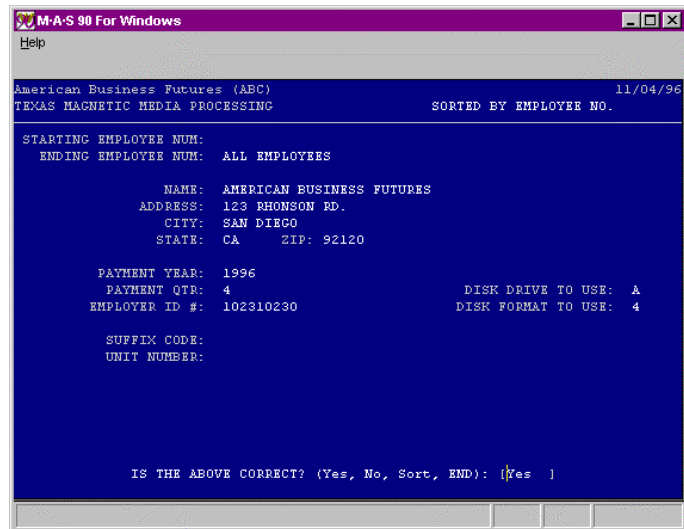 M·A·S 90 For Windows
Help
American Business Futures (ABC) 11/04/96
TEXAS MAGNETIC MEDIA PROCESSING SORTED BY EMPLOYEE NO.
STARTING EMPLOYEE NUM:
ENDING EMPLOYEE NUM: ALL EMPLOYEES
NAME: AMERICAN BUSINESS FUTURES
ADDRESS: 123 RHONSON RD.
CITY: SAN DIEGO
STATE: CA ZIP: 92120
PAYMENT YEAR: 1996
PAYMENT QTR: 4 DISK DRIVE TO USE: A
EMPLOYER ID #: 102310230 DISK FORMAT TO USE: 4
SUFFIX CODE:
UNIT NUMBER:
IS THE ABOVE CORRECT? (Yes, No, Sort, END): [Yes ]